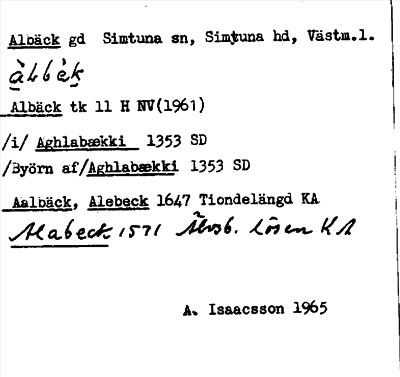 Albäck gd Simtuna sn, Simtuna hd, Västm.l.
àlbèk
Albäck tk 11 H NV(1961)
/i/ Aghlabækki 1353 SD
/Byörn af/Aghlabækki 1353 SD
Aalbäck, Alebeck 1647 Tiondelängd KA
Alabeck 1571 Älvsb. lösen KA
A. Isaacsson 1965